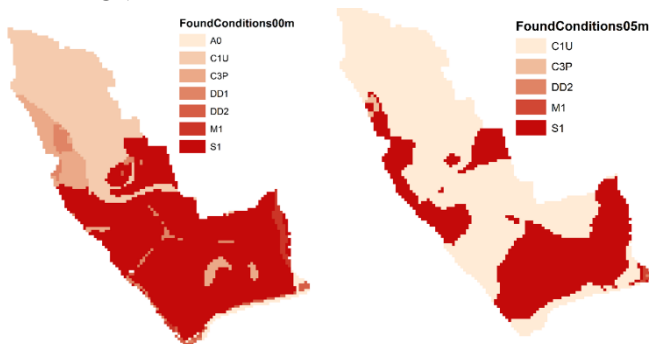 FoundConditions00m
A0
C1U
C3P
DD1
DD2
M1
S1
FoundConditions05m
C1U
C3P
DD2
M1
S1